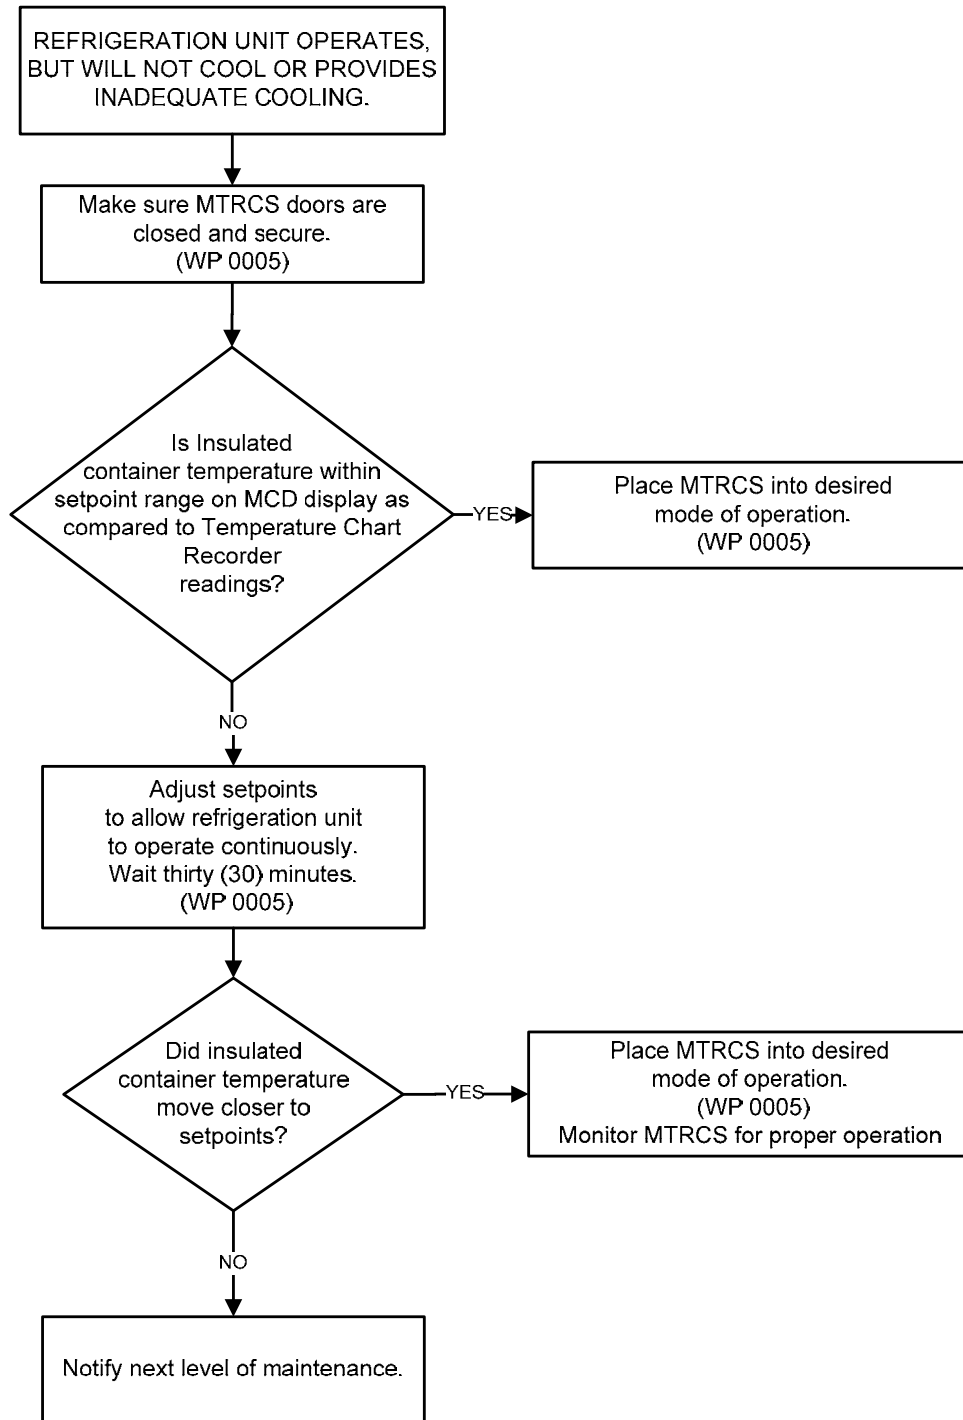 REFRIGERATION UNIT OPERATES,
BUT WILL NOT COOL OR PROVIDES
INADEQUATE COOLING.
Make sure MTRCS doors are
closed and secure.
(WP 0005)
Is Insulated
container temperature within
setpoint range on MCD display as
compared to Temperature Chart
Recorder
readings?
YES
Place MTRCS into desired
mode of operation.
(WP 0005)
NO
Adjust setpoints
to allow refrigeration unit
to operate continuously.
Wait thirty (30) minutes.
(WP 0005)
Did insulated
container temperature
move closer to
setpoints?
YES
Place MTRCS into desired
mode of operation.
(WP 0005)
Monitor MTRCS for proper operation
NO
Notify next level of maintenance.